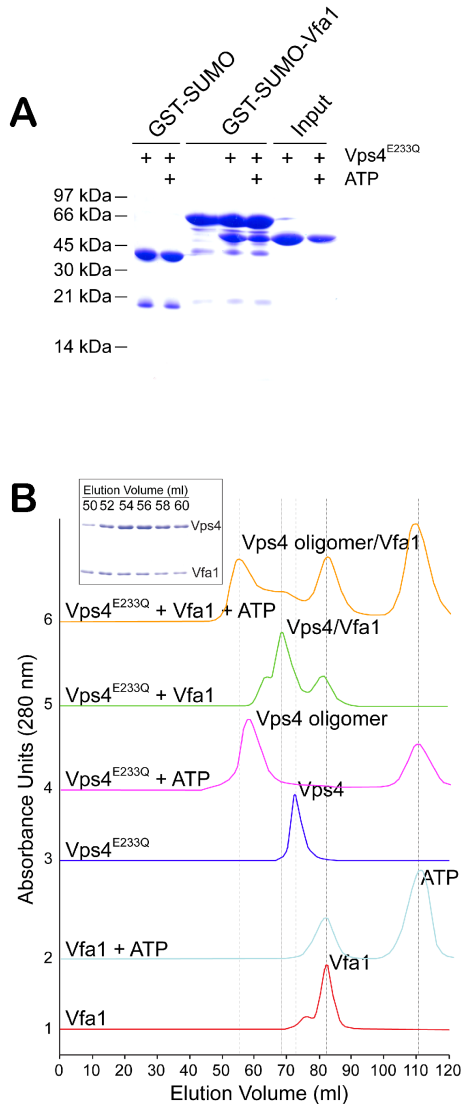 A
GST-SUMO
GST-SUMO-Vfa1
Input
+ + + + + + Vps4E233Q
+ + + ATP
97 kDa
66 kDa
45 kDa
30 kDa
21 kDa
14 kDa
B
Elution Volume (ml)
50 52 54 56 58 60
Vps4
Vfa1
Vps4 oligomer/Vfa1
6
Vps4E233Q + Vfa1 + ATP
Vps4/Vfa1
5
Vps4E233Q + Vfa1
Vps4 oligomer
4
Vps4E233Q + ATP
Vps4
3
Vps4E233Q
ATP
2
Vfa1 + ATP
Vfa1
1
Vfa1
Absorbance Units (280 nm)
0 10 20 30 40 50 60 70 80 90 100 110 120
Elution Volume (ml)